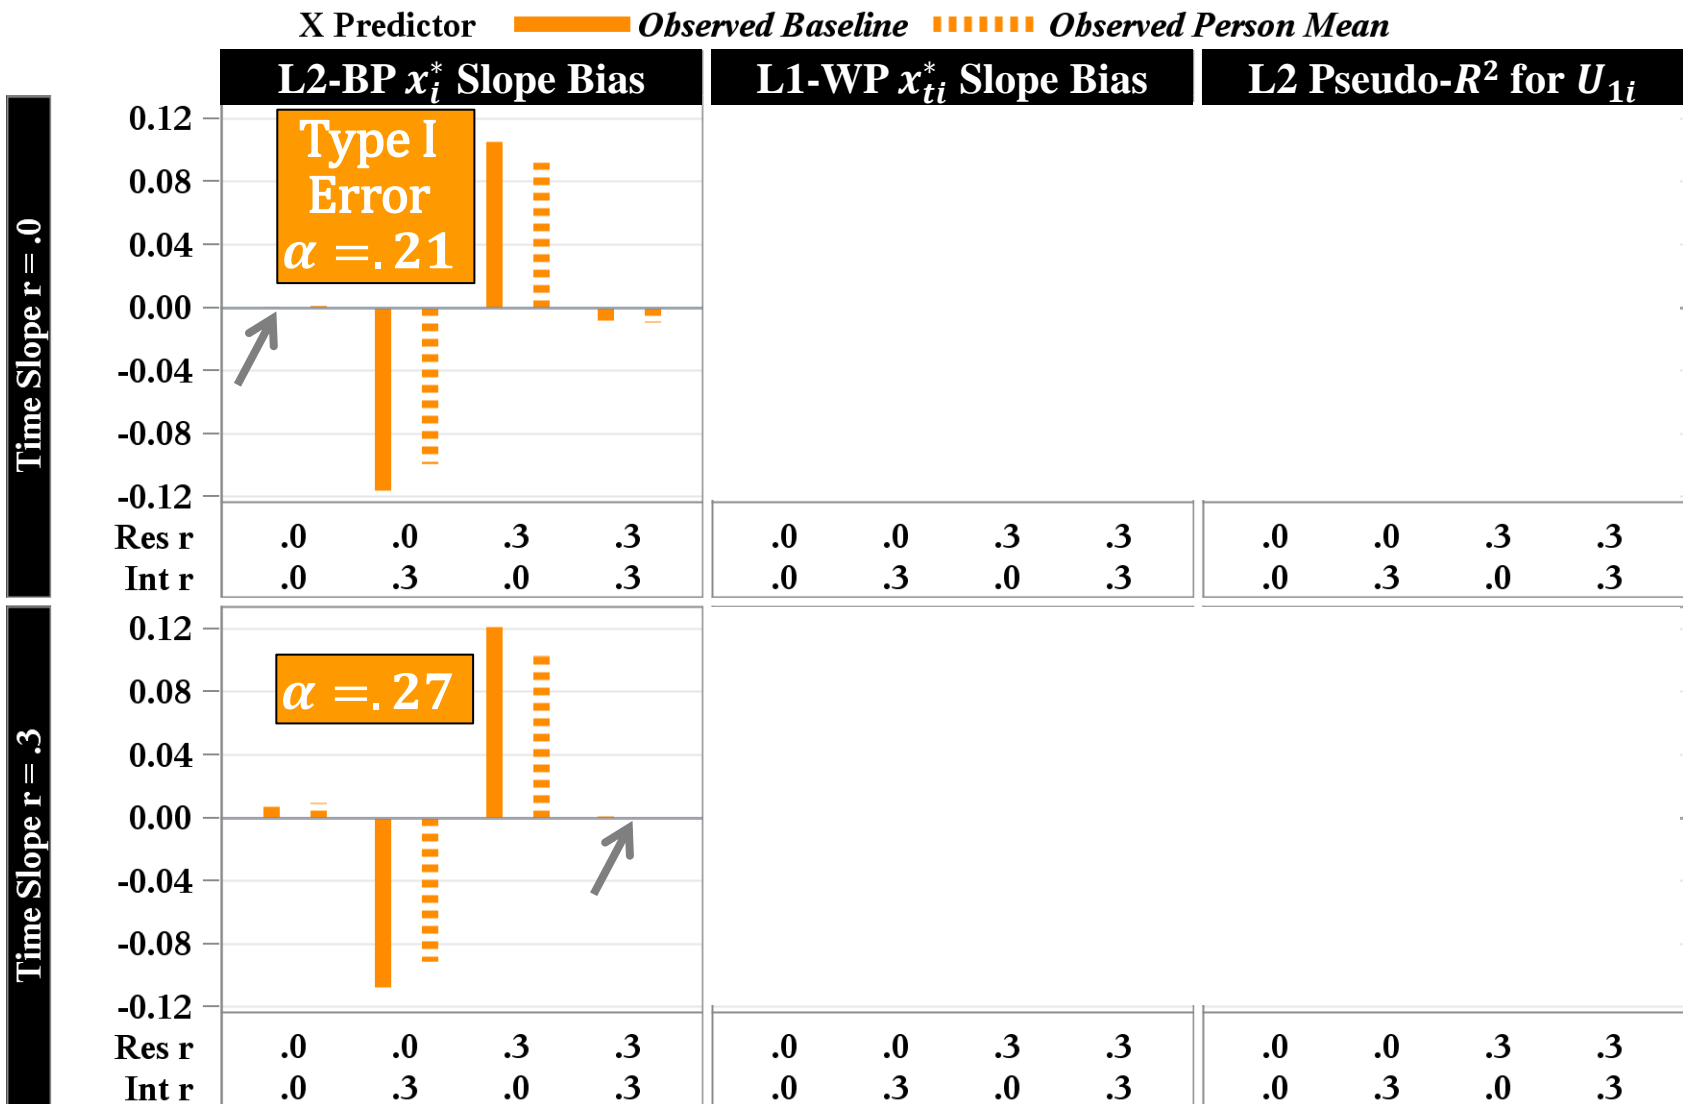 X Predictor Observed Baseline Observed Person Mean
L2-BP x*i Slope Bias L1-WP x*ti Slope Bias L2 Pseudo-R² for U1i
Time Slope r = .0
0.12
0.08
0.04
0.00
-0.04
-0.08
-0.12
Type I
Error
α =. 21
Res r .0 .0 .3 .3 .0 .0 .3 .3 .0 .0 .3 .3
Int r .0 .3 .0 .3 .0 .3 .0 .3 .0 .3 .0 .3
Time Slope r = .3
0.12
0.08
0.04
0.00
-0.04
-0.08
-0.12
α =. 27
Res r .0 .0 .3 .3 .0 .0 .3 .3 .0 .0 .3 .3
Int r .0 .3 .0 .3 .0 .3 .0 .3 .0 .3 .0 .3